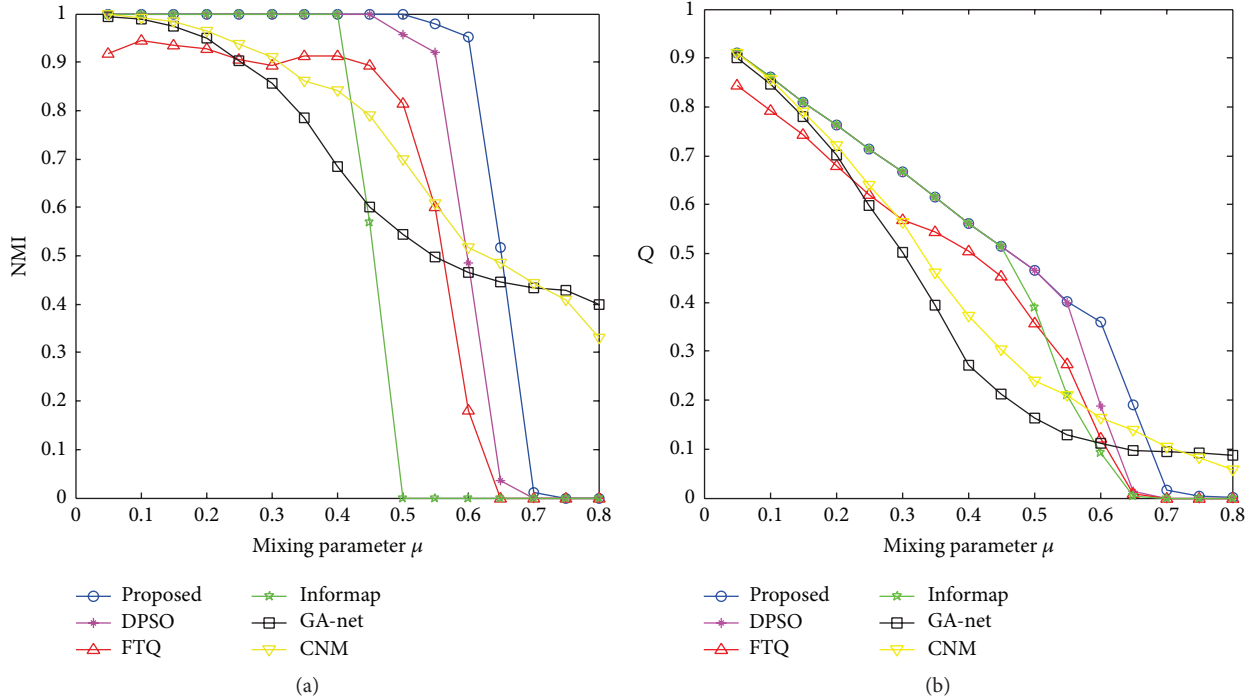 1
0.9
0.8
0.7
0.6
0.5
0.4
0.3
0.2
0.1
0
NMI
0 0.1 0.2 0.3 0.4 0.5 0.6 0.7 0.8
Mixing parameter μ
Proposed
DPSO
FTQ
Informap
GA-net
CNM
(a)
1
0.9
0.8
0.7
0.6
0.5
0.4
0.3
0.2
0.1
0
Q
0 0.1 0.2 0.3 0.4 0.5 0.6 0.7 0.8
Mixing parameter μ
Proposed
DPSO
FTQ
Informap
GA-net
CNM
(b)